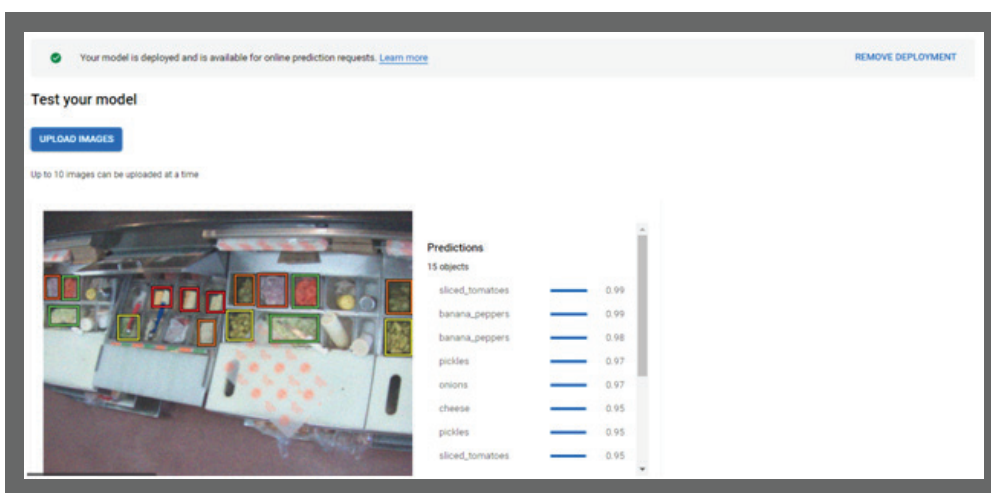 Your model is deployed and is available for online prediction requests. Learn more
REMOVE DEPLOYMENT
Test your model
UPLOAD IMAGES
Up to 10 images can be uploaded at a time
Predictions
15 objects
sliced_tomatoes 0.99
banana_peppers 0.99
banana_peppers 0.98
pickles 0.97
onions 0.97
cheese 0.95
pickles 0.95
sliced_tomatoes 0.95